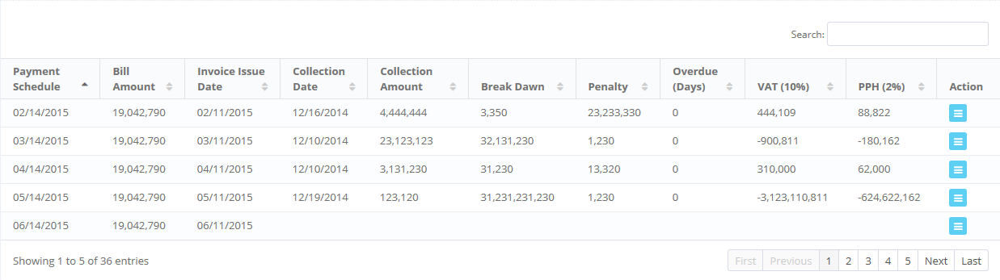 Search:
Payment Schedule Bill Amount Invoice Issue Date Collection Date Collection Amount Break Dawn Penalty Overdue (Days) VAT (10%) PPH (2%) Action
02/14/2015 19,042,790 02/11/2015 12/16/2014 4,444,444 3,350 23,233,330 0 444,109 88,822
03/14/2015 19,042,790 03/11/2015 12/10/2014 23,123,123 32,131,230 1,230 0 -900,811 -180,162
04/14/2015 19,042,790 04/11/2015 12/10/2014 3,131,230 31,230 13,320 0 310,000 62,000
05/14/2015 19,042,790 05/11/2015 12/19/2014 123,120 31,231,231,230 1,230 0 -3,123,110,811 -624,622,162
06/14/2015 19,042,790 06/11/2015
Showing 1 to 5 of 36 entries First Previous 1 2 3 4 5 Next Last